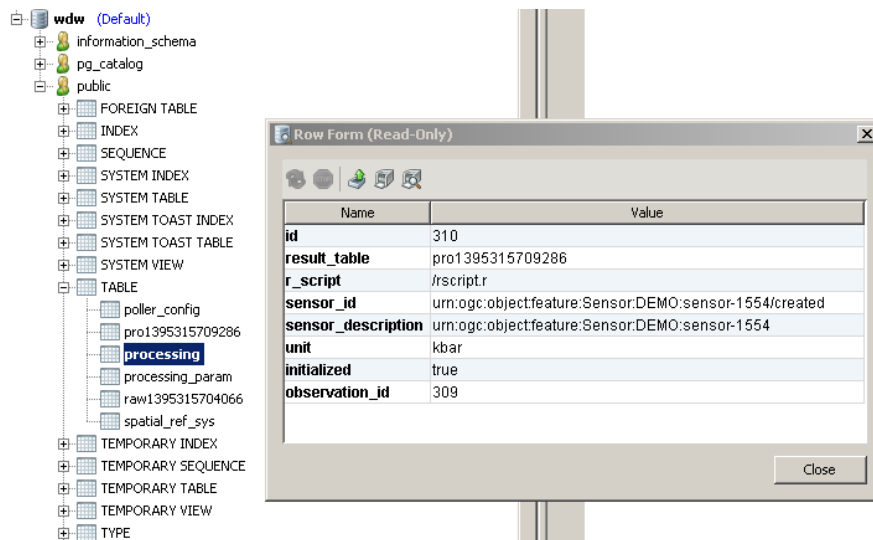 wdw (Default)
information_schema
pg_catalog
public
FOREIGN TABLE
INDEX
SEQUENCE
SYSTEM INDEX
SYSTEM TABLE
SYSTEM TOAST INDEX
SYSTEM TOAST TABLE
SYSTEM VIEW
TABLE
poller_config
pro1395315709286
processing
processing_param
raw1395315704066
spatial_ref_sys
TEMPORARY INDEX
TEMPORARY SEQUENCE
TEMPORARY TABLE
TEMPORARY VIEW
TYPE
Row Form (Read-Only)
Name Value
id 310
result_table pro1395315709286
r_script /rscript.r
sensor_id urn:ogc:object:feature:Sensor:DEMO:sensor-1554/created
sensor_description urn:ogc:object:feature:Sensor:DEMO:sensor-1554
unit kbar
initialized true
observation_id 309
Close